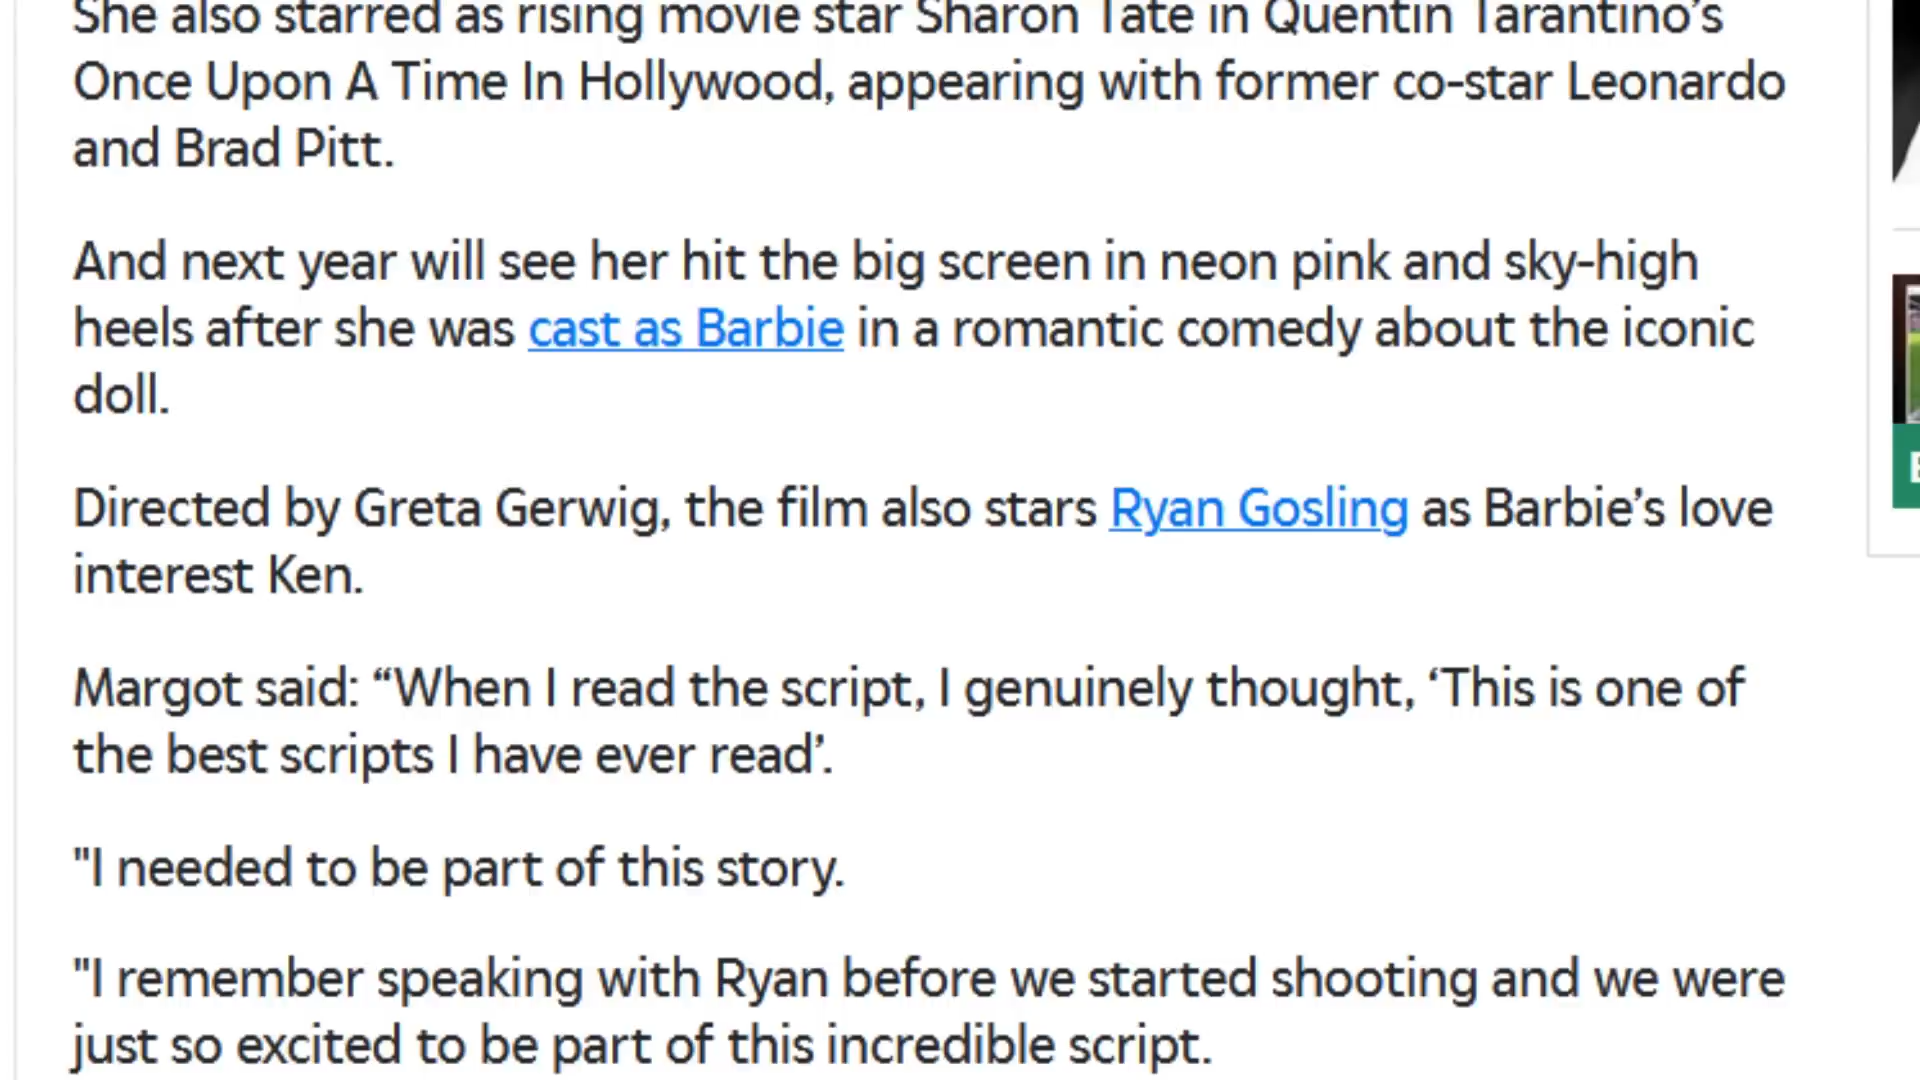 She also starred as rising movie star Sharon Tate in Quentin Tarantino’s
Once Upon A Time In Hollywood, appearing with former co-star Leonardo
and Brad Pitt.
And next year will see her hit the big screen in neon pink and sky-high
heels after she was cast as Barbie in a romantic comedy about the iconic
doll.
Directed by Greta Gerwig, the film also stars Ryan Gosling as Barbie’s love
interest Ken.
Margot said: “When I read the script, I genuinely thought, ‘This is one of
the best scripts I have ever read’.
"I needed to be part of this story.
"I remember speaking with Ryan before we started shooting and we were
just so excited to be part of this incredible script.